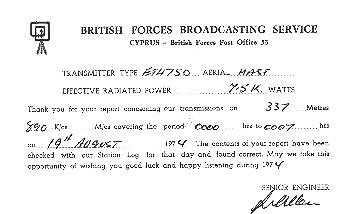 BRITISH FORCES BROADCASTING SERVICE
CYPRUS - British Forces Post Office 53
TRANSMITTER TYPE ET4750 AERIAL MAST
EFFECTIVE RADIATED POWER 7.5K WATTS
Thank you for your report concerning our transmissions on 337 Metres
890 K/cs M/cs covering the period 0000 hrs to 0007 hrs
on 19th AUGUST 1974 The contents of your report have been
checked with our Station Log for that day and found correct. May we take this
opportunity of wishing you good luck and happy listening during 1974
SENIOR ENGINEER